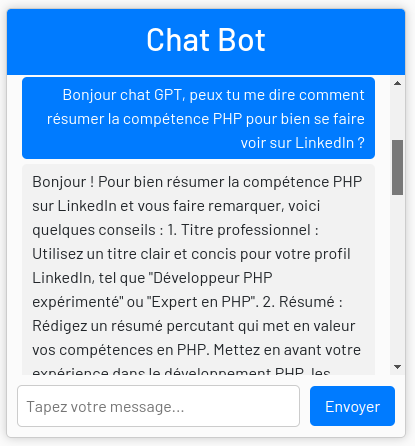 Chat Bot
Bonjour chat GPT, peux tu me dire comment
résumer la compétence PHP pour bien se faire
voir sur LinkedIn ?
Bonjour ! Pour bien résumer la compétence PHP
sur LinkedIn et vous faire remarquer, voici
quelques conseils : 1. Titre professionnel :
Utilisez un titre clair et concis pour votre profil
LinkedIn, tel que "Développeur PHP
expérimenté" ou "Expert en PHP". 2. Résumé :
Rédigez un résumé percutant qui met en valeur
vos compétences en PHP. Mettez en avant votre
expérience dans le développement PHP, les
Tapez votre message...
Envoyer